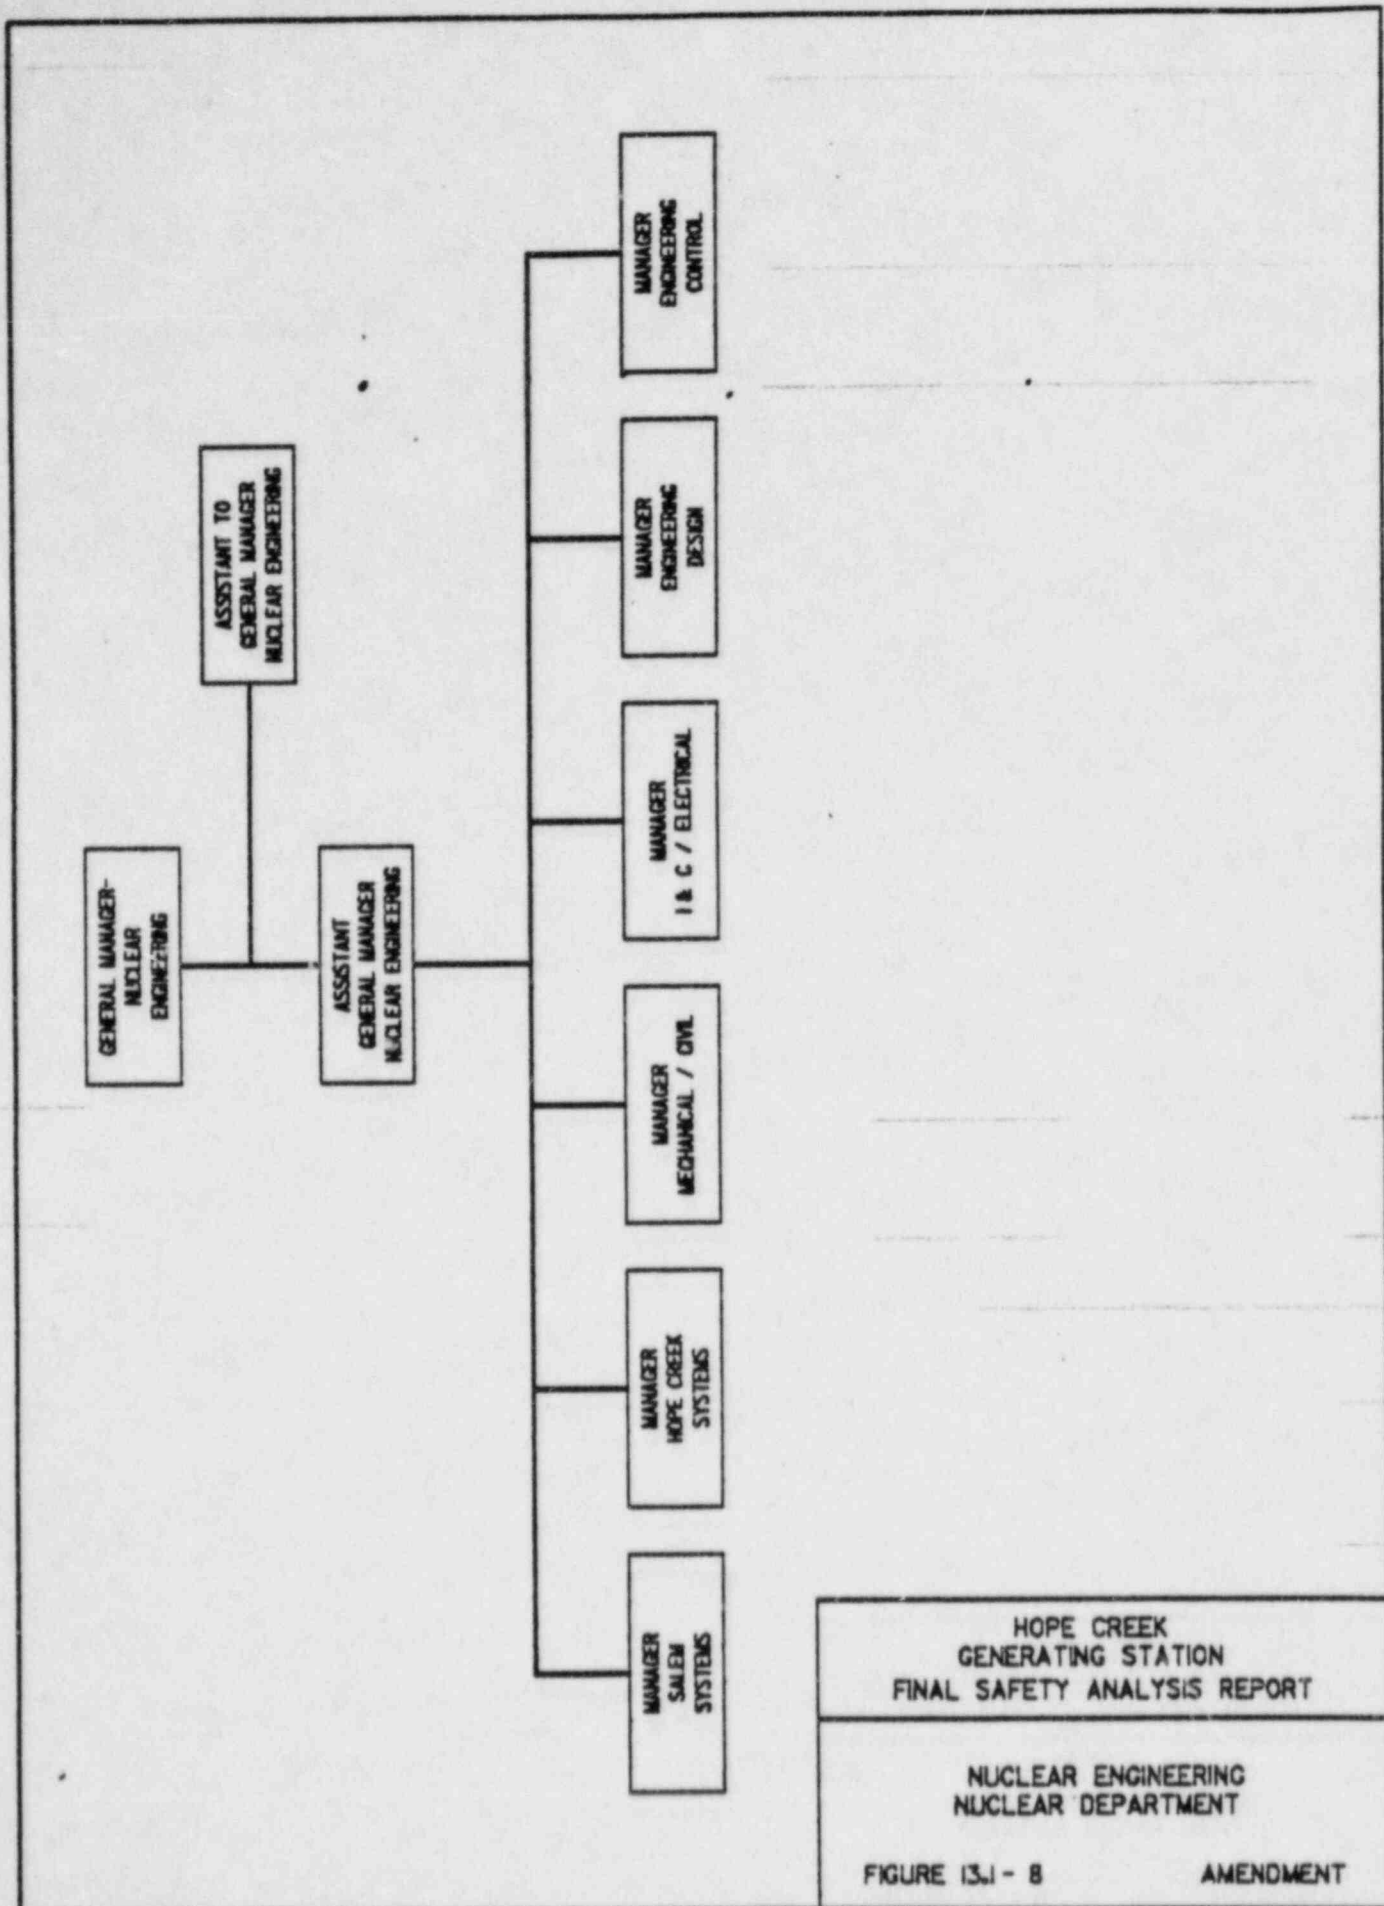 GENERAL MANAGER-
NUCLEAR
ENGINEERING
ASSISTANT TO
GENERAL MANAGER
NUCLEAR ENGINEERING
ASSISTANT
GENERAL MANAGER
NUCLEAR ENGINEERING
MANAGER
SALEM
SYSTEMS
MANAGER
HOPE CREEK
SYSTEMS
MANAGER
MECHANICAL / CIVIL
MANAGER
I & C / ELECTRICAL
MANAGER
ENGINEERING
DESIGN
MANAGER
ENGINEERING
CONTROL
HOPE CREEK
GENERATING STATION
FINAL SAFETY ANALYSIS REPORT
NUCLEAR ENGINEERING
NUCLEAR DEPARTMENT
FIGURE 13.1 - 8 AMENDMENT